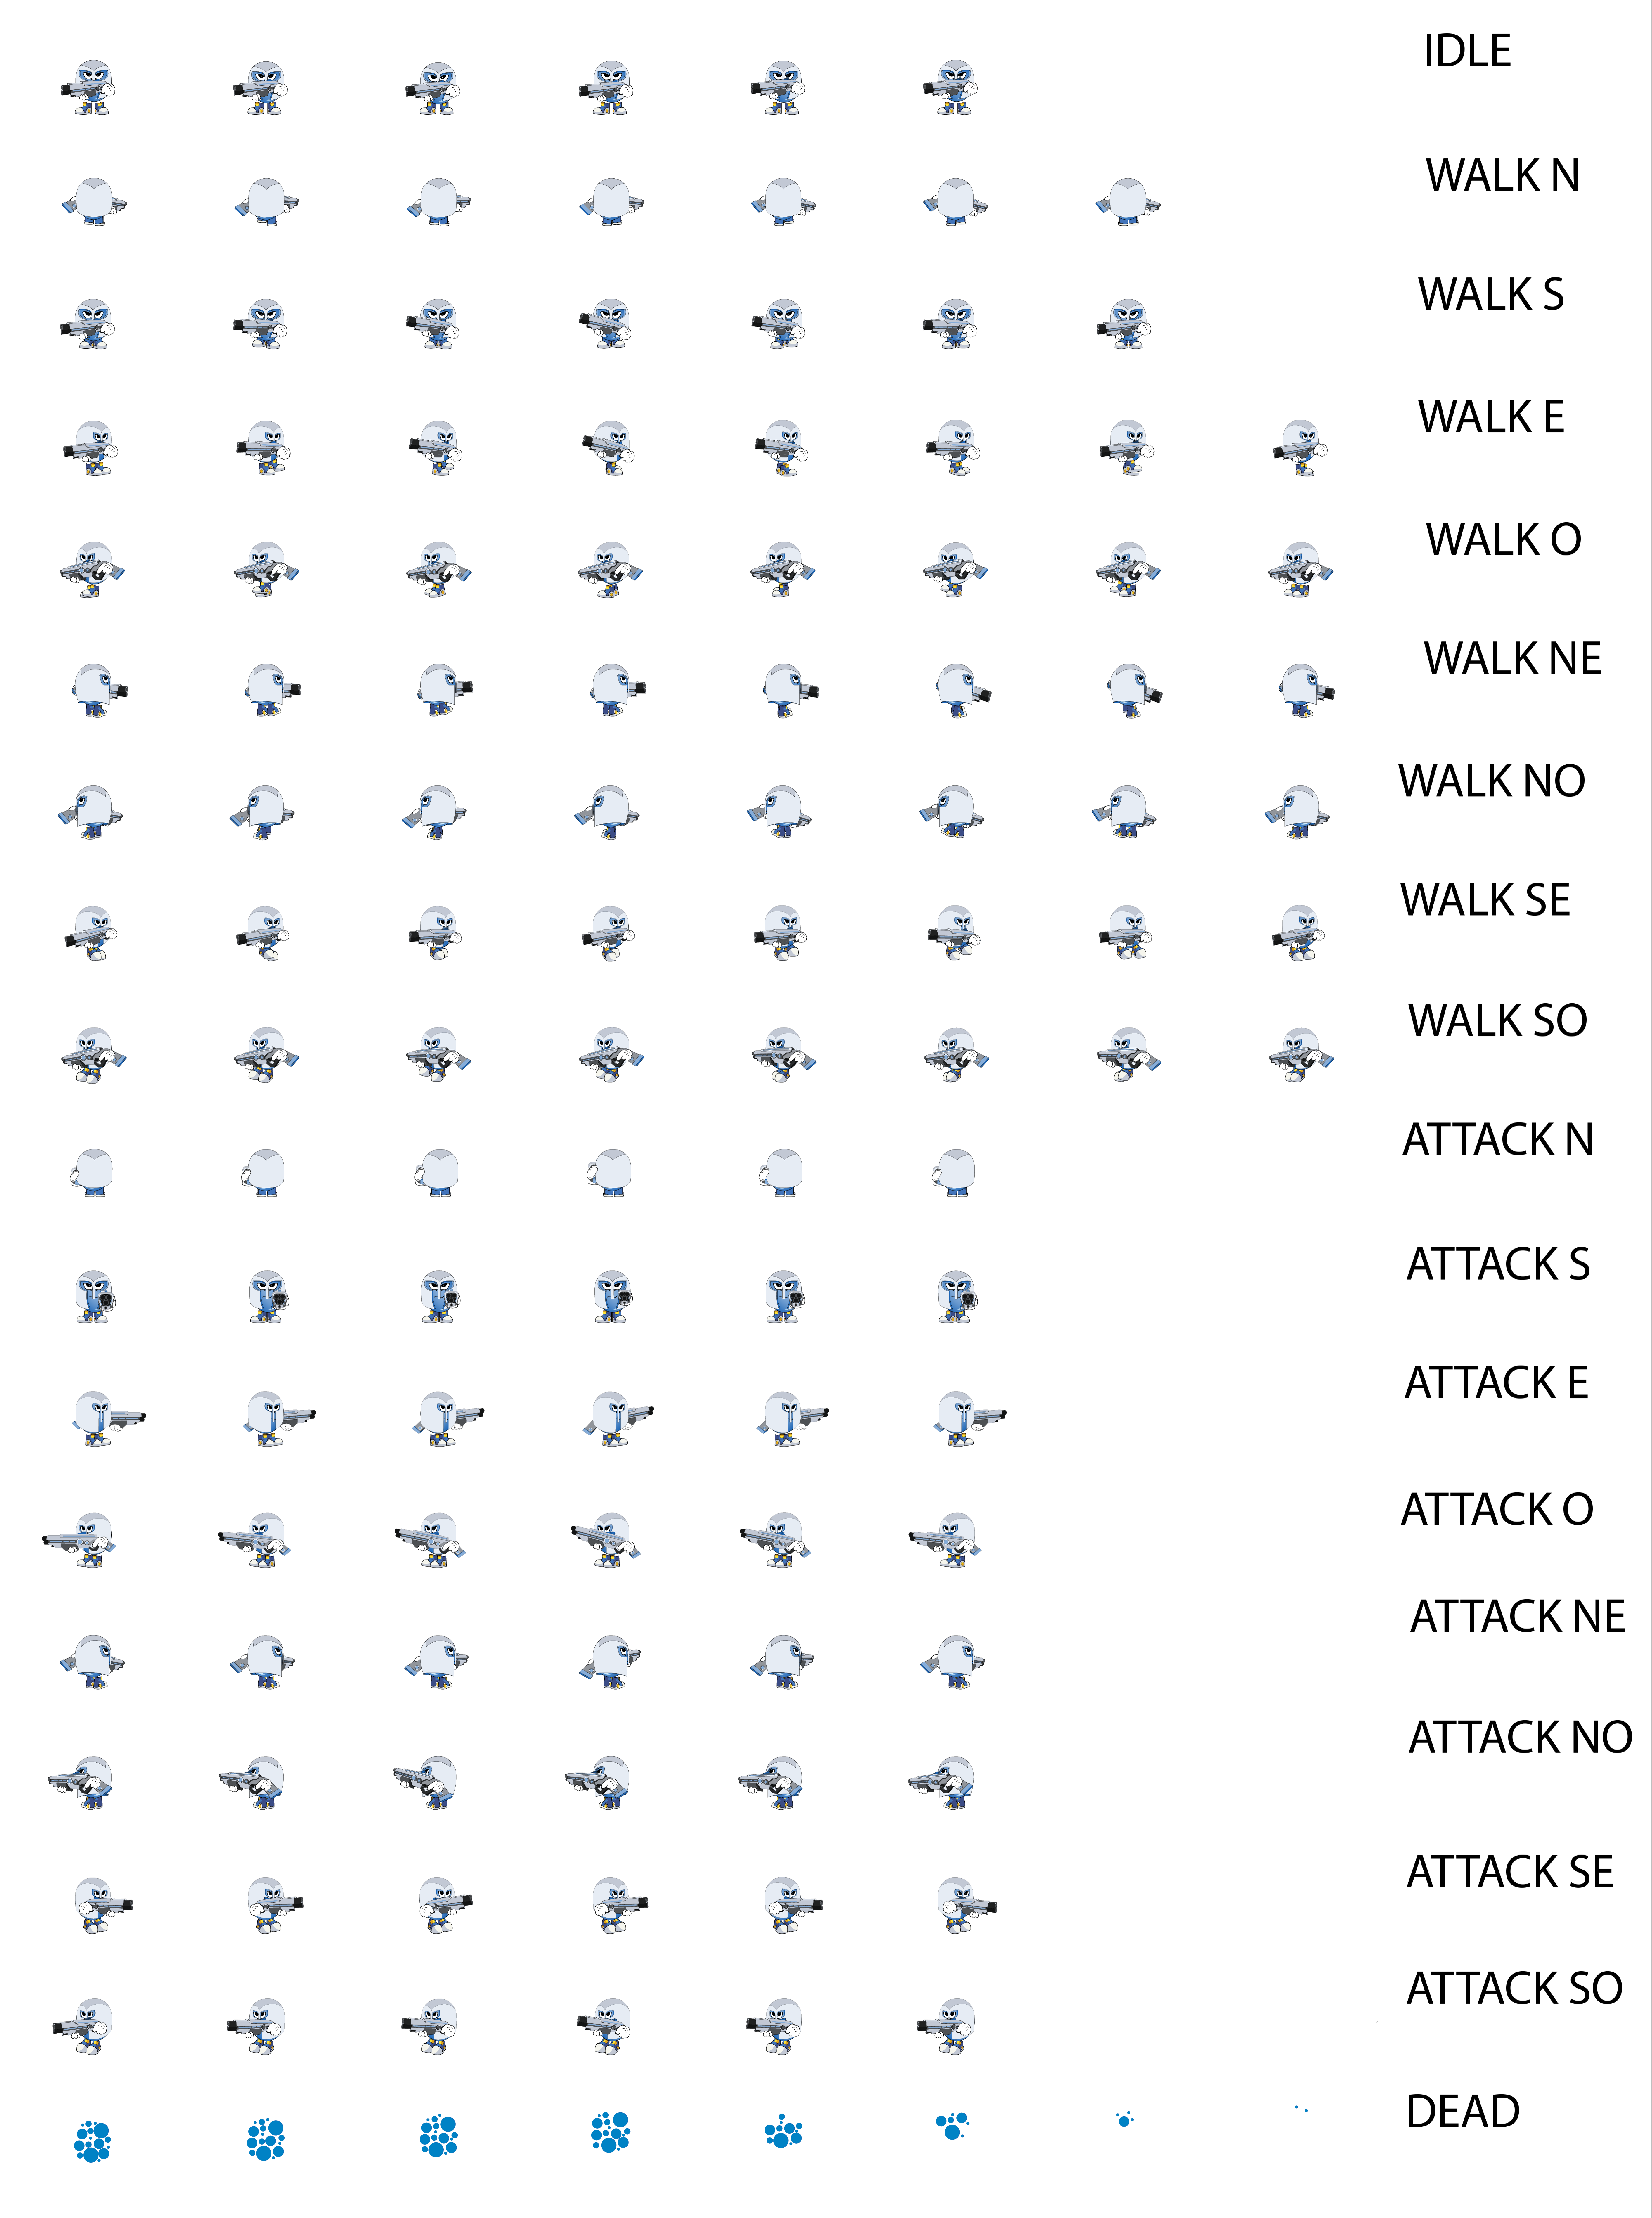 IDLE
WALK N
WALK S
WALK E
WALK O
WALK NE
WALK NO
WALK SE
WALK SO
ATTACK N
ATTACK S
ATTACK E
ATTACK O
ATTACK NE
ATTACK NO
ATTACK SE
ATTACK SO
DEAD